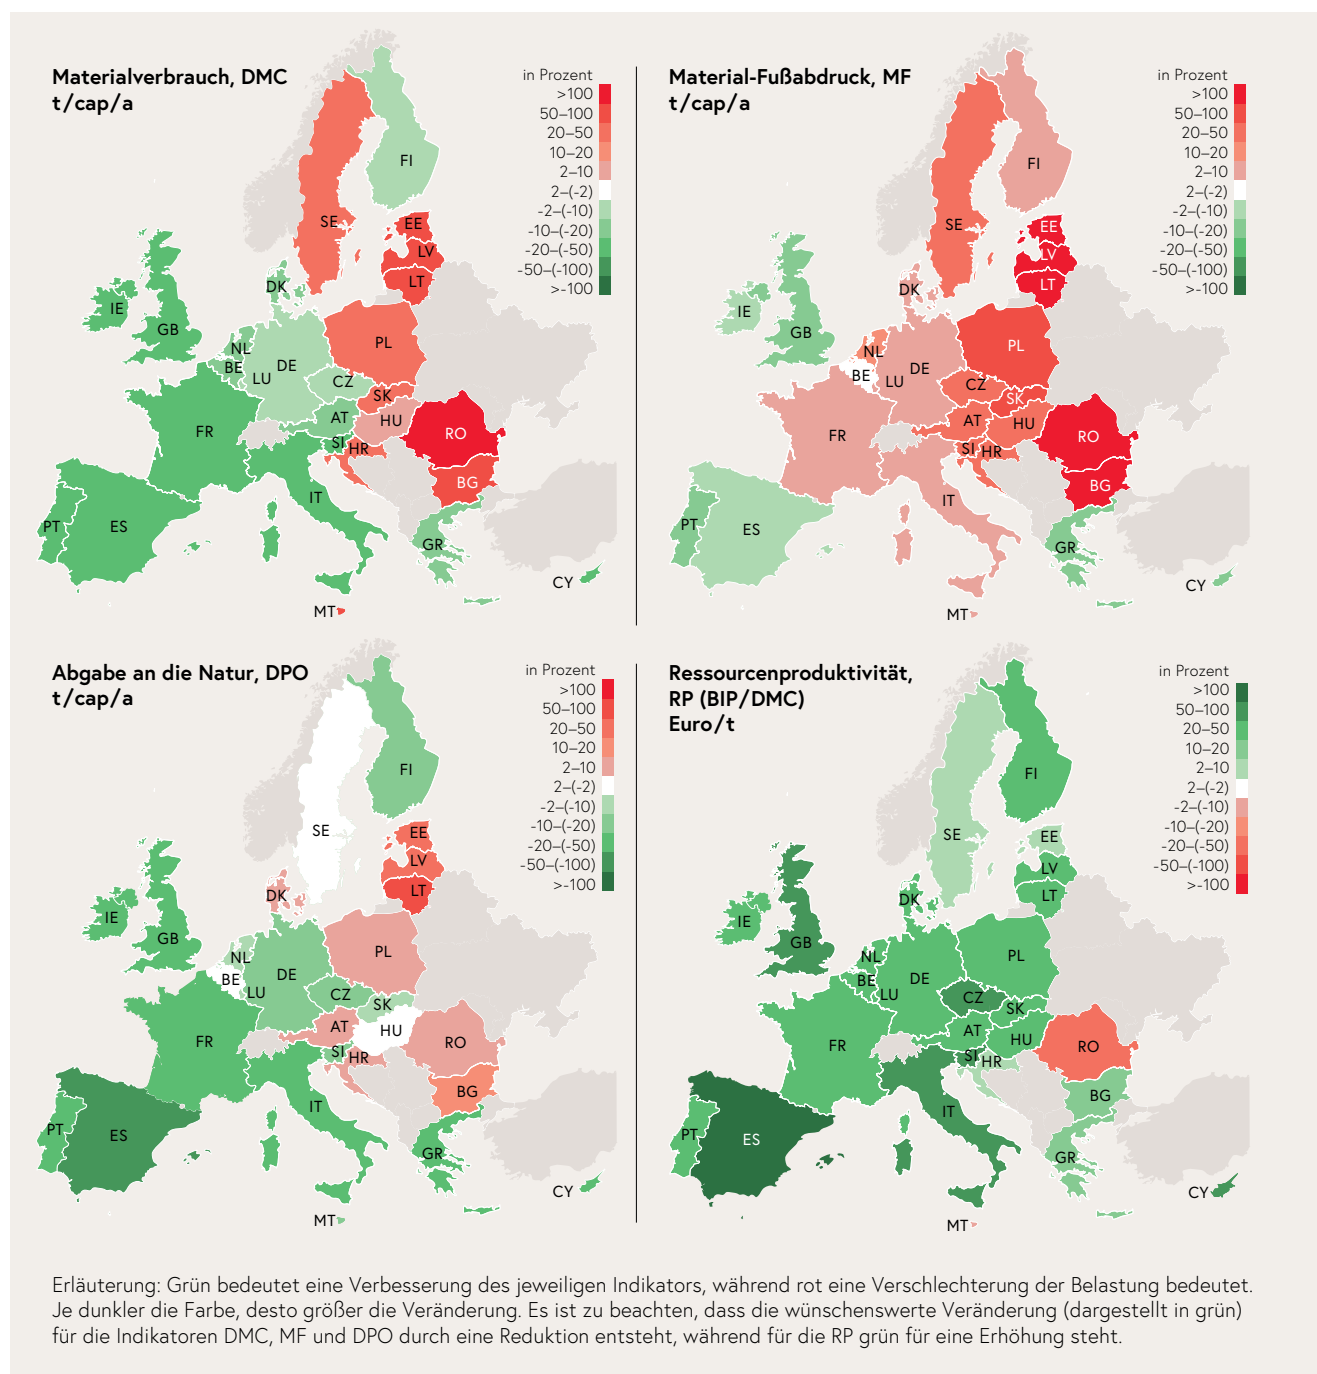 Materialverbrauch, DMC
t/cap/a
in Prozent
>100
50–100
20–50
10–20
2–10
2–(-2)
-2–(-10)
-10–(-20)
-20–(-50)
-50–(-100)
>-100
FI
SE
EE
LV
LT
DK
IE
GB
NL
BE
DE
LU
PL
CZ
SK
AT
HU
FR
SI
HR
RO
BG
IT
PT
ES
GR
CY
MT
Material-Fußabdruck, MF
t/cap/a
in Prozent
>100
50–100
20–50
10–20
2–10
2–(-2)
-2–(-10)
-10–(-20)
-20–(-50)
-50–(-100)
>-100
FI
SE
EE
LV
LT
DK
IE
GB
NL
BE
DE
LU
PL
CZ
SK
AT
HU
FR
SI
HR
RO
BG
IT
PT
ES
GR
CY
MT
Abgabe an die Natur, DPO
t/cap/a
in Prozent
>100
50–100
20–50
10–20
2–10
2–(-2)
-2–(-10)
-10–(-20)
-20–(-50)
-50–(-100)
>-100
FI
SE
EE
LV
LT
DK
IE
GB
NL
BE
DE
LU
PL
CZ
SK
AT
HU
FR
SI
HR
RO
BG
IT
PT
ES
GR
CY
MT
Ressourcenproduktivität,
RP (BIP/DMC)
Euro/t
in Prozent
>100
50–100
20–50
10–20
2–10
2–(-2)
-2–(-10)
-10–(-20)
-20–(-50)
-50–(-100)
>-100
FI
SE
EE
LV
LT
DK
IE
GB
NL
BE
DE
LU
PL
CZ
SK
AT
HU
FR
SI
HR
RO
BG
IT
PT
ES
GR
CY
MT
Erläuterung: Grün bedeutet eine Verbesserung des jeweiligen Indikators, während rot eine Verschlechterung der Belastung bedeutet.
Je dunkler die Farbe, desto größer die Veränderung. Es ist zu beachten, dass die wünschenswerte Veränderung (dargestellt in grün)
für die Indikatoren DMC, MF und DPO durch eine Reduktion entsteht, während für die RP grün für eine Erhöhung steht.